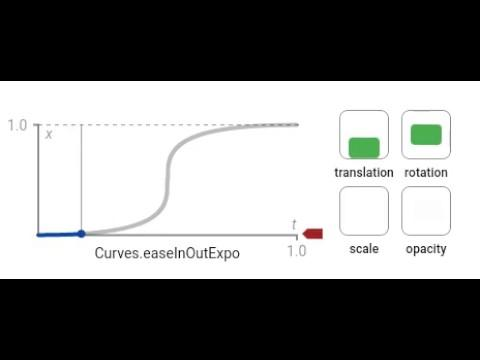 1.0
x
t
1.0
Curves.easeInOutExpo
translation rotation
scale opacity